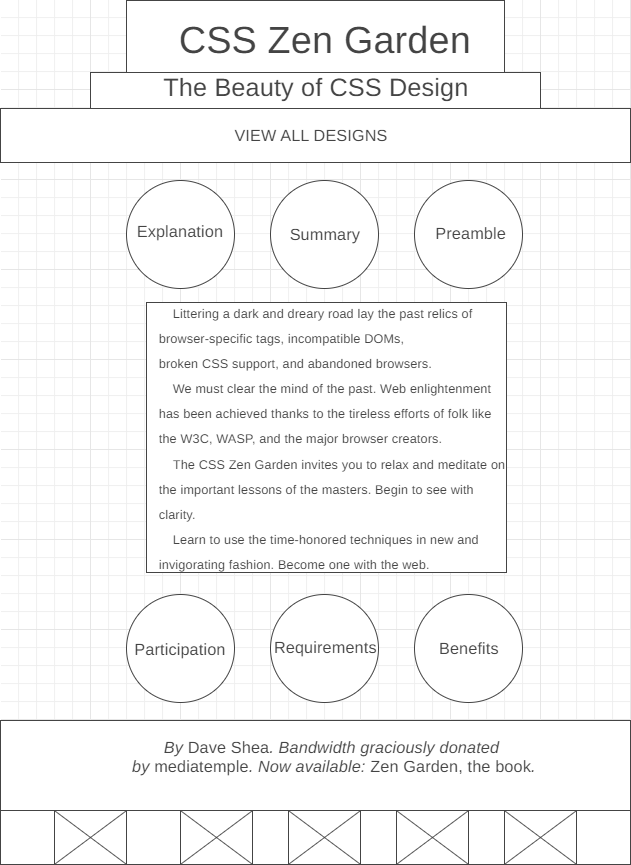 CSS Zen Garden
The Beauty of CSS Design
VIEW ALL DESIGNS
Explanation
Summary
Preamble
Littering a dark and dreary road lay the past relics of
browser-specific tags, incompatible DOMs,
broken CSS support, and abandoned browsers.
We must clear the mind of the past. Web enlightenment
has been achieved thanks to the tireless efforts of folk like
the W3C, WASP, and the major browser creators.
The CSS Zen Garden invites you to relax and meditate on
the important lessons of the masters. Begin to see with
clarity.
Learn to use the time-honored techniques in new and
invigorating fashion. Become one with the web.
Participation
Requirements
Benefits
By Dave Shea. Bandwidth graciously donated
by mediatemple. Now available: Zen Garden, the book.